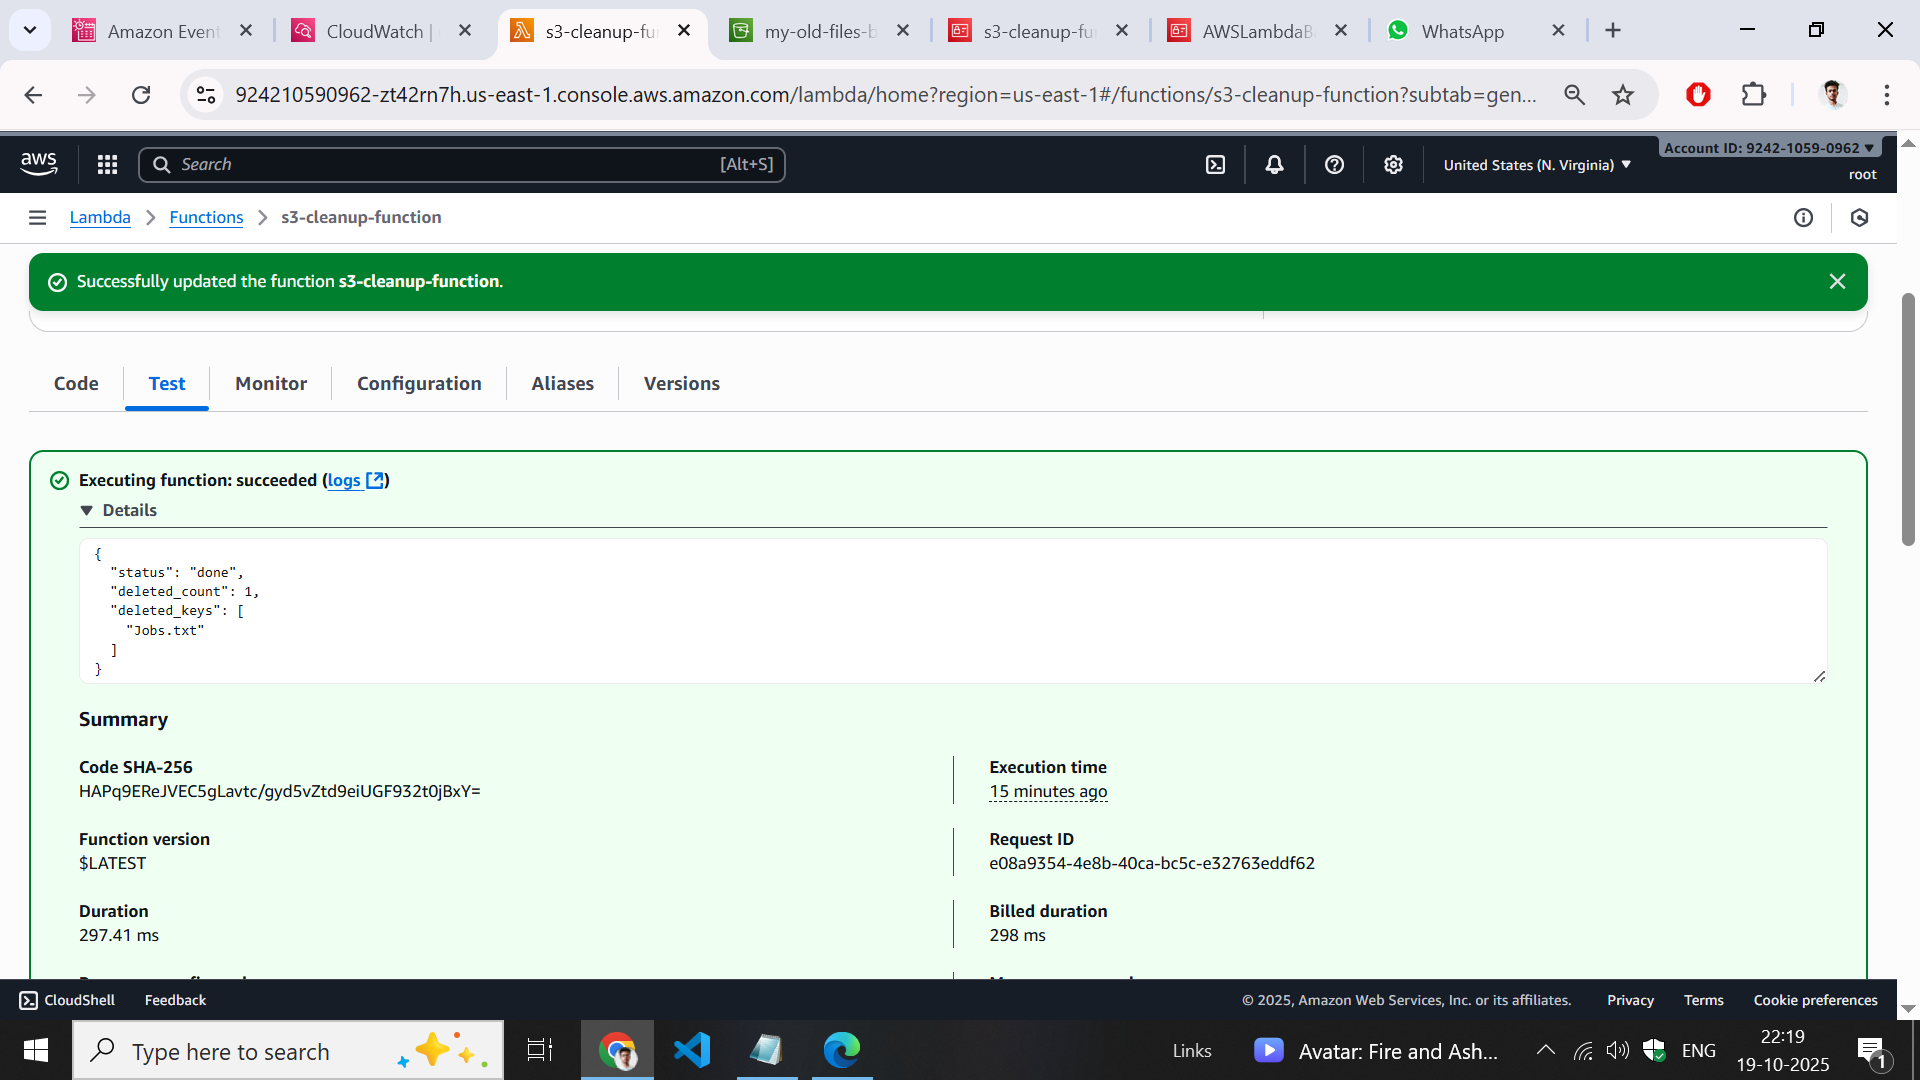 Amazon Event
CloudWatch |
s3-cleanup-fu
my-old-files-b
s3-cleanup-fu
AWSLambdaB
WhatsApp
924210590962-zt42rn7h.us-east-1.console.aws.amazon.com/lambda/home?region=us-east-1#/functions/s3-cleanup-function?subtab=gen...
aws
Search
[Alt+S]
United States (N. Virginia)
Account ID: 9242-1059-0962
root
Lambda
Functions
s3-cleanup-function
Successfully updated the function s3-cleanup-function.
Code
Test
Monitor
Configuration
Aliases
Versions
Executing function: succeeded (logs)
Details
{
"status": "done",
"deleted_count": 1,
"deleted_keys": [
"Jobs.txt"
]
}
Summary
Code SHA-256
HAPq9EReJVEC5gLavtc/gyd5vZtd9eiUGF932t0jBxY=
Execution time
15 minutes ago
Function version
$LATEST
Request ID
e08a9354-4e8b-40ca-bc5c-e32763eddf62
Duration
297.41 ms
Billed duration
298 ms
CloudShell
Feedback
© 2025, Amazon Web Services, Inc. or its affiliates.
Privacy
Terms
Cookie preferences
Type here to search
Links
Avatar: Fire and Ash...
ENG
22:19
19-10-2025
1